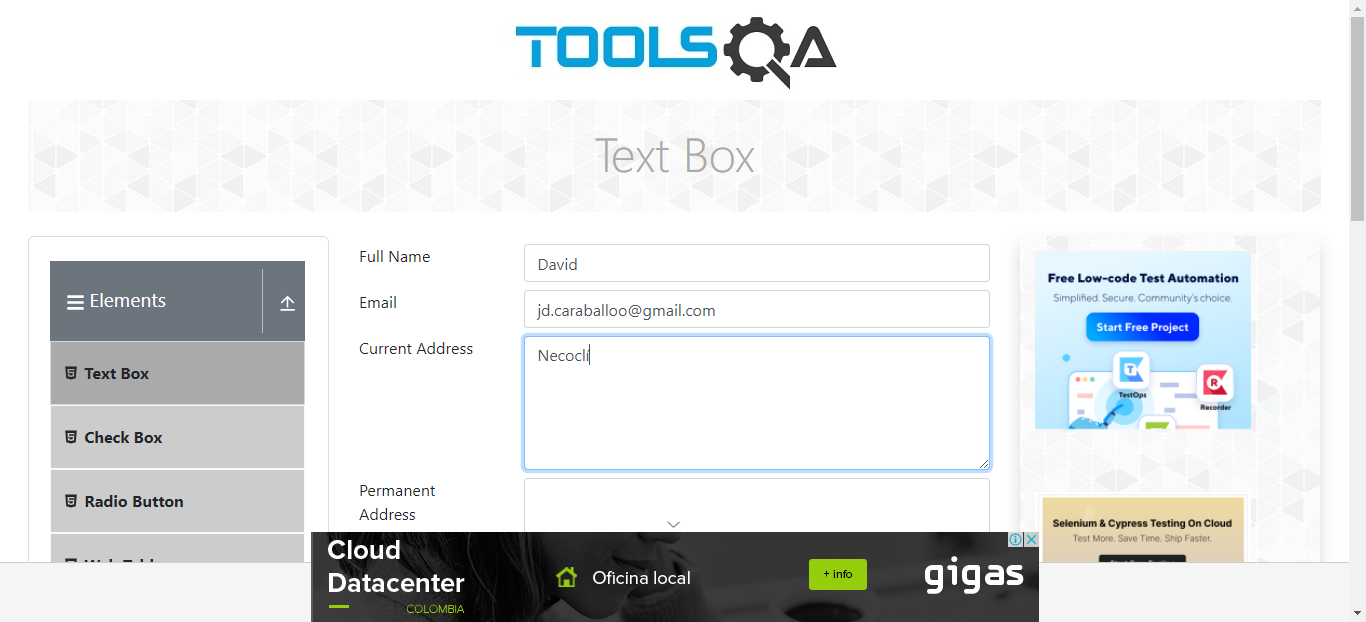 TOOLSQA
Text Box
Elements
Text Box
Check Box
Radio Button
Full Name
David
Email
jd.caraballoo@gmail.com
Current Address
Necoclí
Permanent
Address
Free Low-code Test Automation
Simplified. Secure. Community's choice.
Start Free Project
TestOps
Recorder
Selenium & Cypress Testing On Cloud
Test More. Save Time. Ship Faster.
Cloud
Datacenter
COLOMBIA
Oficina local
+ info
gigas